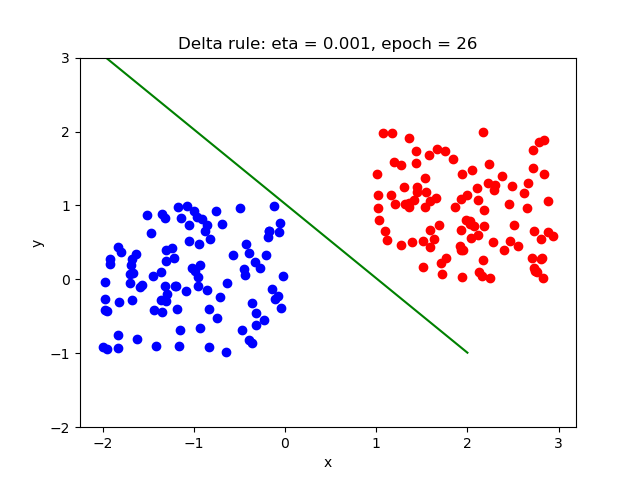 Delta rule: eta = 0.001, epoch = 26
3
2
1
0
−1
−2
y
−2 −1 0 1 2 3
x